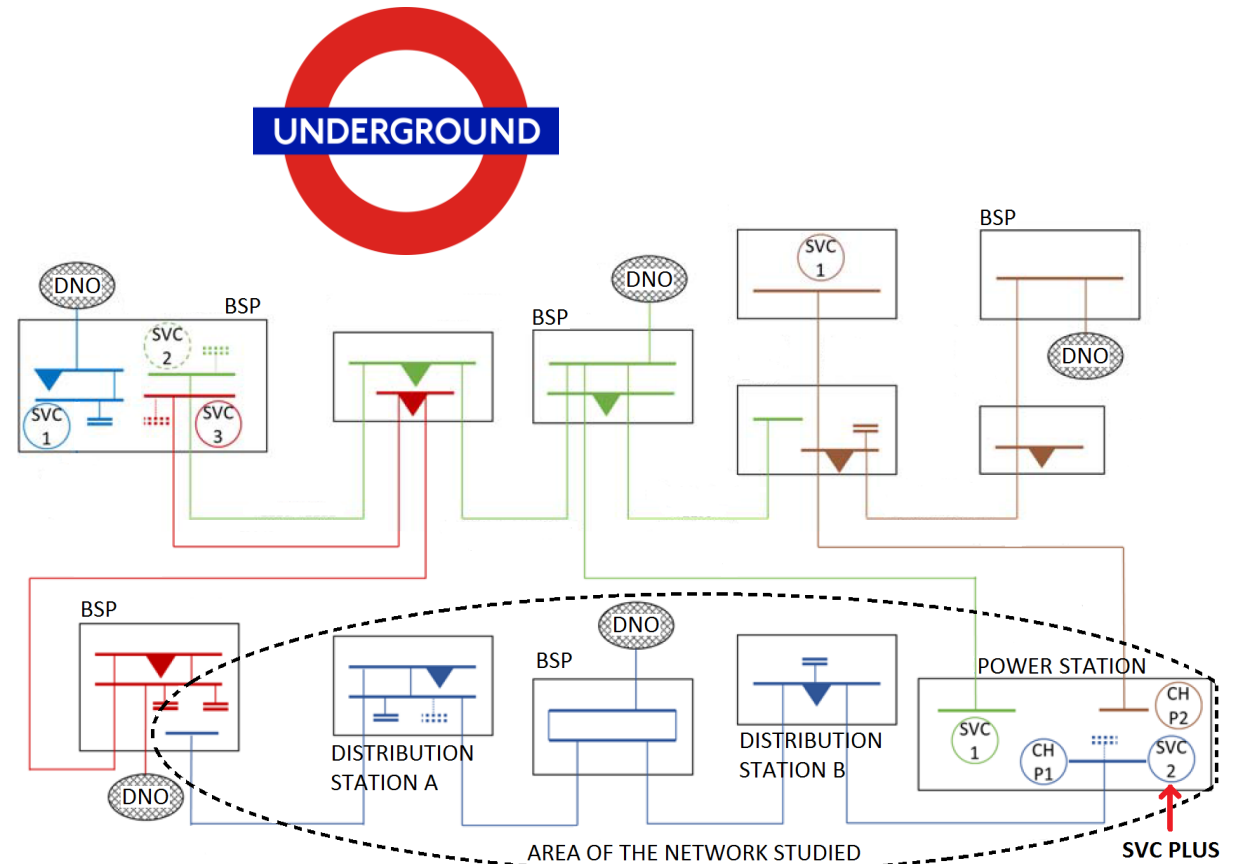 UNDERGROUND
BSP
SVC
1
DNO
DNO
BSP
BSP
SVC
2
DNO
SVC
1
SVC
3
BSP
DNO
BSP
POWER STATION
CH
P2
SVC
1
DISTRIBUTION
STATION A
DISTRIBUTION
STATION B
CH
P1
SVC
2
DNO
AREA OF THE NETWORK STUDIED
SVC PLUS